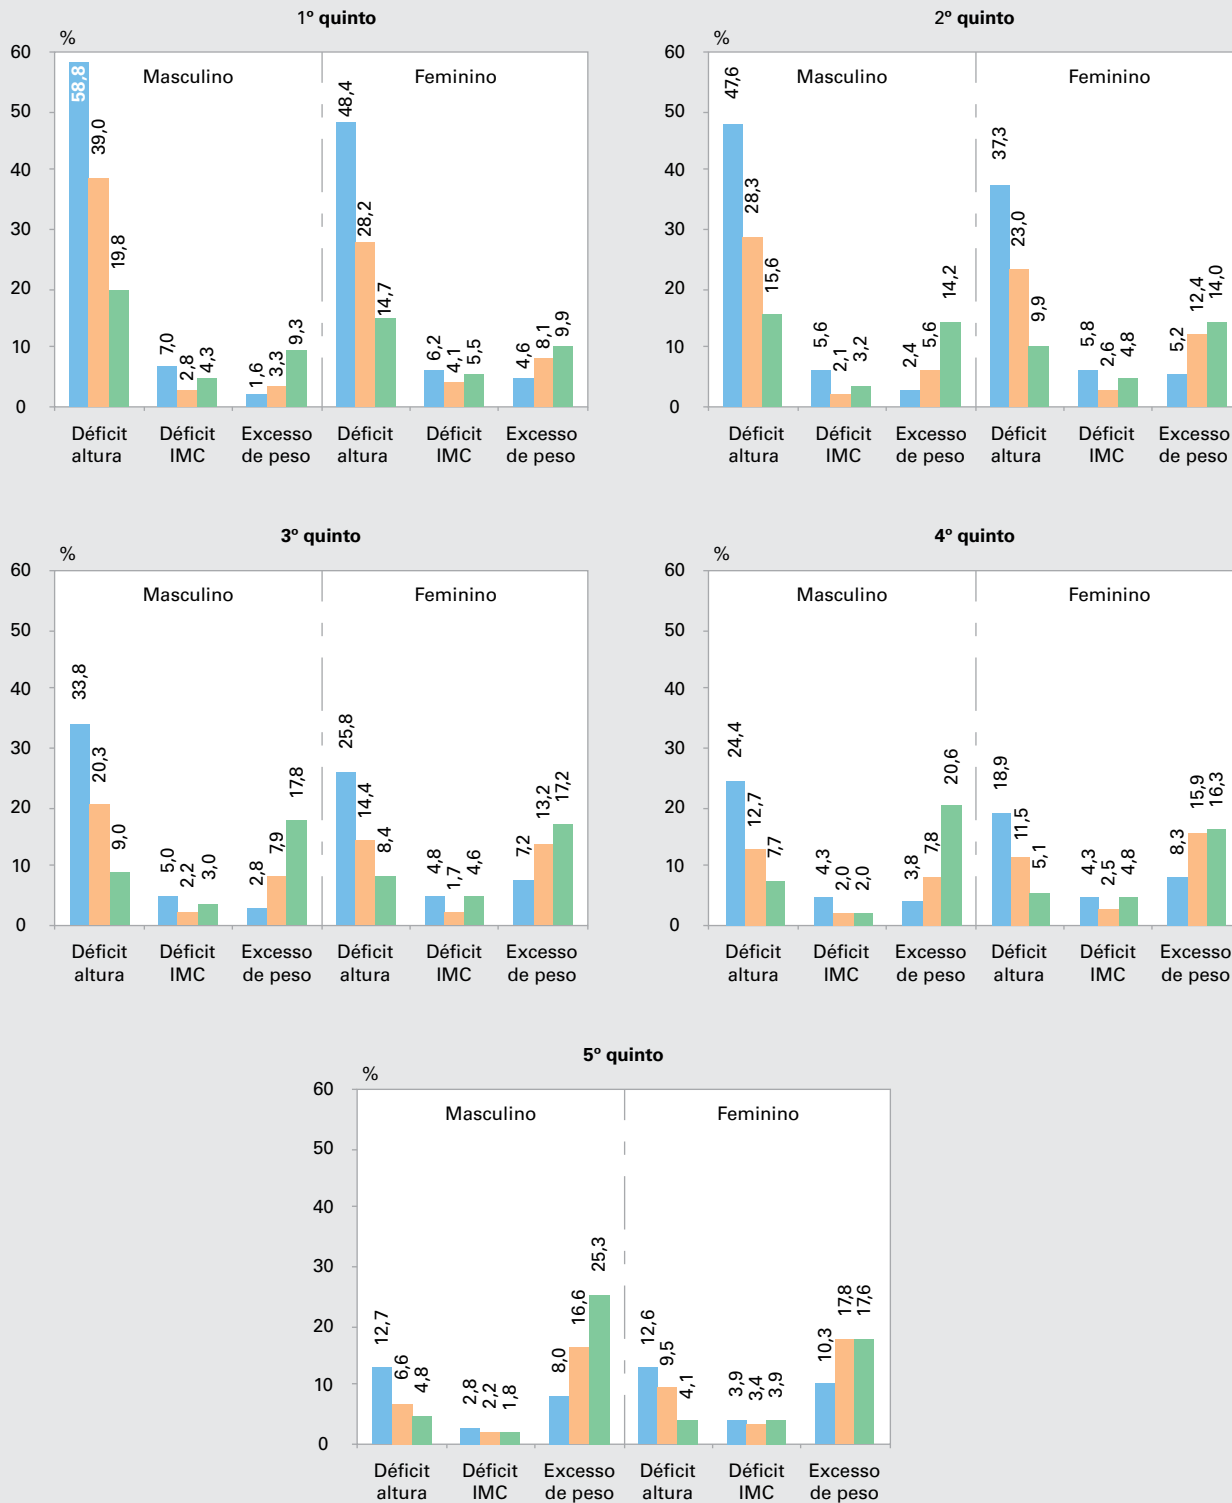 1º quinto
%
60
50
40
30
20
10
0
Masculino
Feminino
58,8
39,0
19,8
7,0
2,8
4,3
1,6
3,3
9,3
48,4
28,2
14,7
6,2
4,1
5,5
4,6
8,1
9,9
Déficit altura
Déficit IMC
Excesso de peso
Déficit altura
Déficit IMC
Excesso de peso
2º quinto
%
60
50
40
30
20
10
0
Masculino
Feminino
47,6
28,3
15,6
5,6
2,1
3,2
2,4
5,6
14,2
37,3
23,0
9,9
5,8
2,6
4,8
5,2
12,4
14,0
Déficit altura
Déficit IMC
Excesso de peso
Déficit altura
Déficit IMC
Excesso de peso
3º quinto
%
60
50
40
30
20
10
0
Masculino
Feminino
33,8
20,3
9,0
5,0
2,2
3,0
2,8
7,9
17,8
25,8
14,4
8,4
4,8
1,7
4,6
7,2
13,2
17,2
Déficit altura
Déficit IMC
Excesso de peso
Déficit altura
Déficit IMC
Excesso de peso
4º quinto
%
60
50
40
30
20
10
0
Masculino
Feminino
24,4
12,7
7,7
4,3
2,0
2,0
3,8
7,8
20,6
18,9
11,5
5,1
4,3
2,5
4,8
8,3
15,9
16,3
Déficit altura
Déficit IMC
Excesso de peso
Déficit altura
Déficit IMC
Excesso de peso
5º quinto
%
60
50
40
30
20
10
0
Masculino
Feminino
12,7
6,6
4,8
2,8
2,2
1,8
8,0
16,6
25,3
12,6
9,5
4,1
3,9
3,4
3,9
10,3
17,8
17,6
Déficit altura
Déficit IMC
Excesso de peso
Déficit altura
Déficit IMC
Excesso de peso